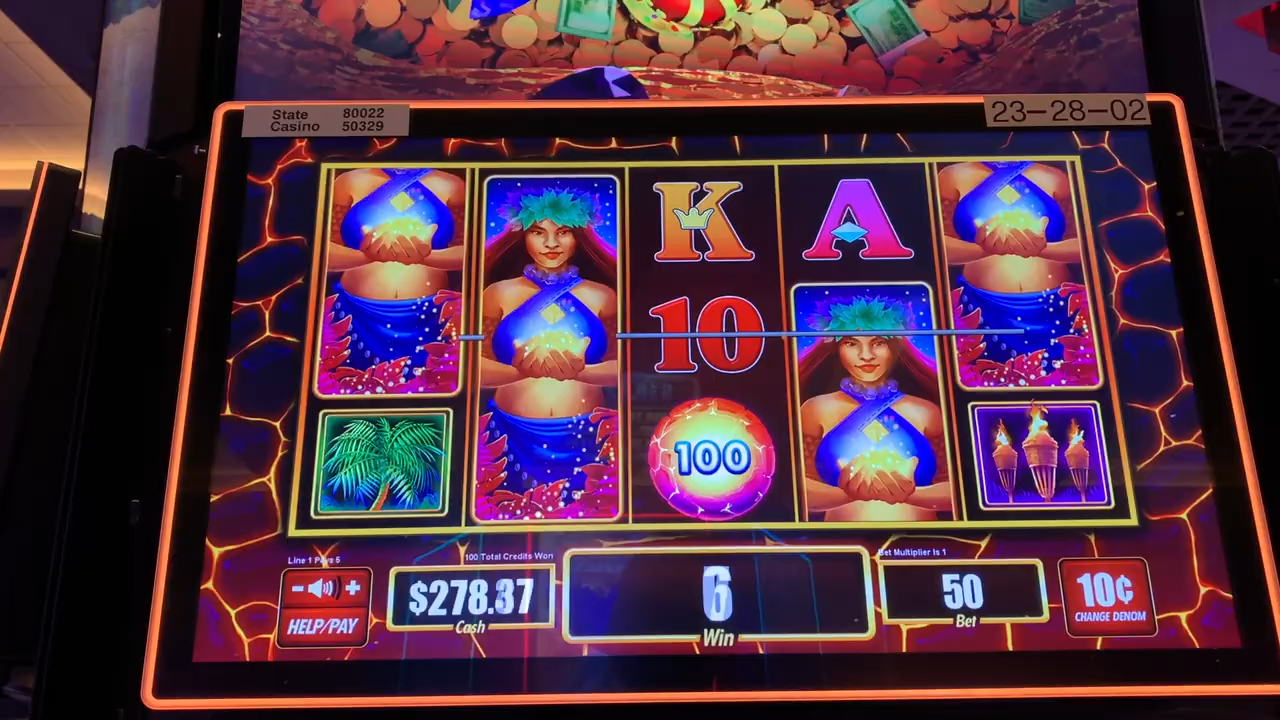 State 80022
Casino 50329
23-28-02
K
A
10
100
Line 1 Pays 5
100 Total Credits Won
Bet Multiplier Is 1
- +
HELP/PAY
$278.37
Cash
6
Win
50
Bet
10¢
CHANGE DENOM